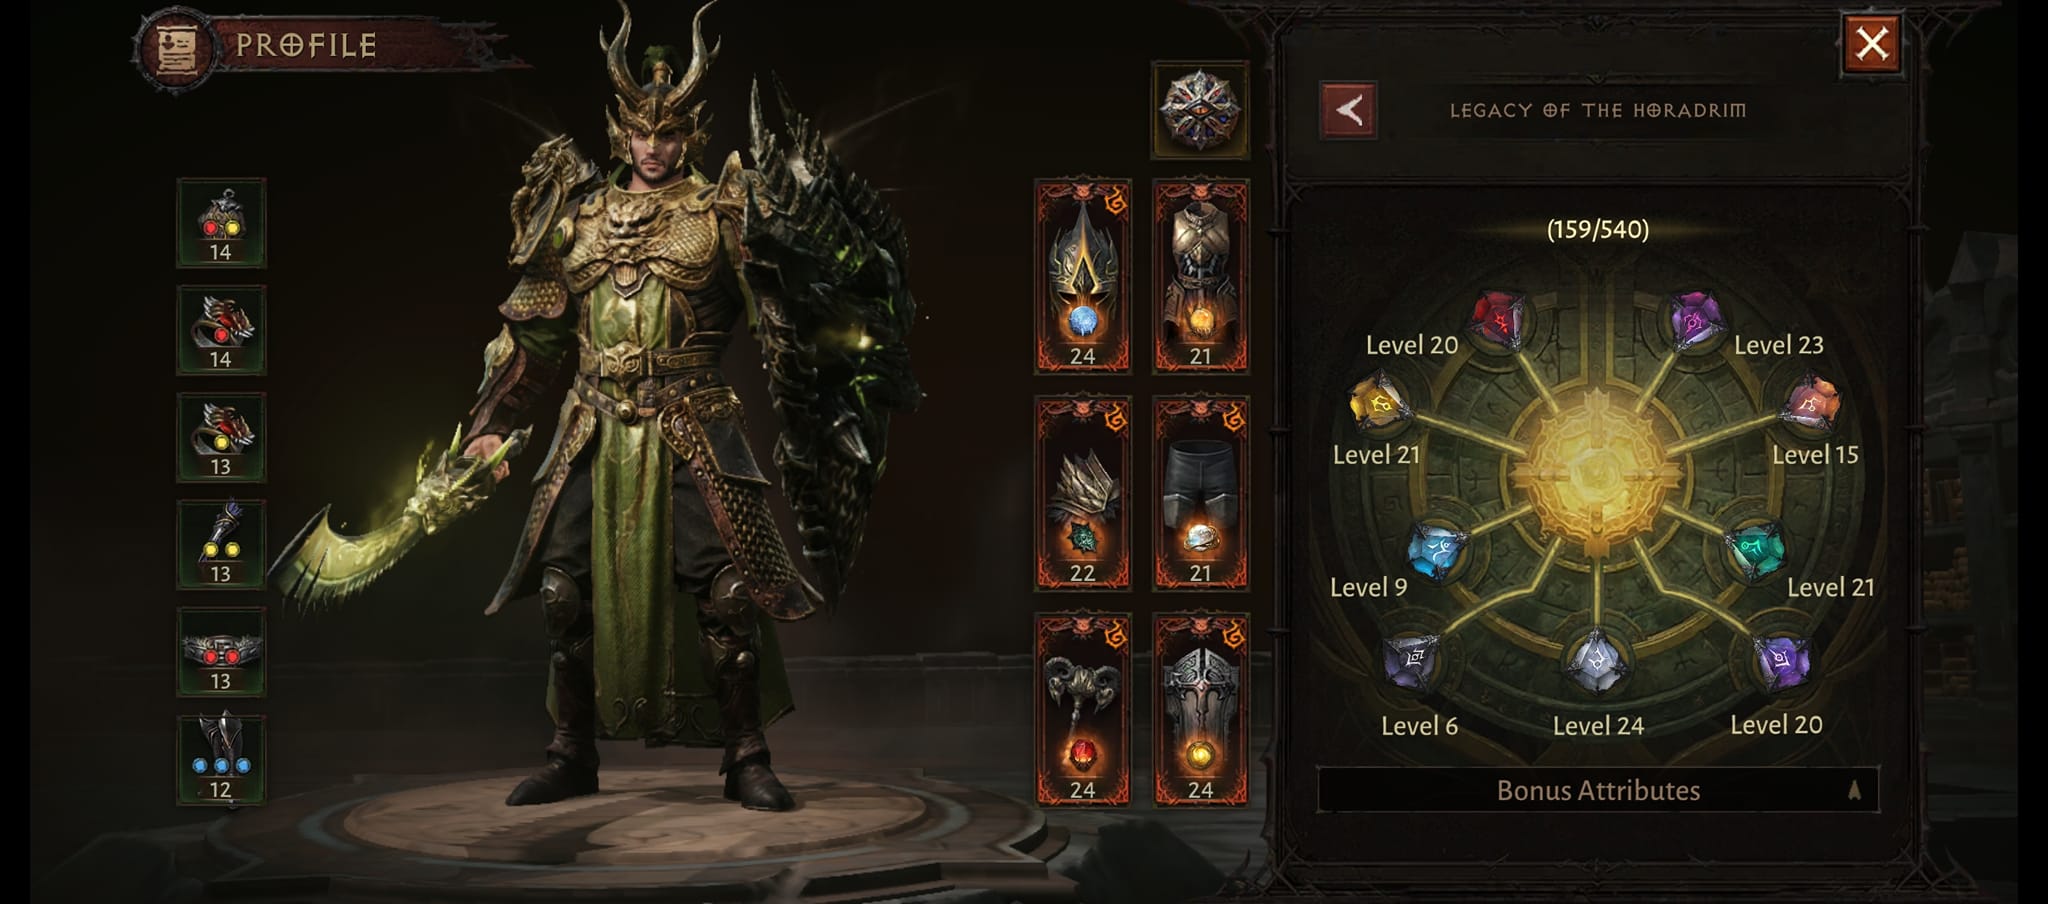 PROFILE
14
14
13
13
13
12
24
21
22
21
24
24
LEGACY OF THE HORADRIM
(159/540)
Level 20
Level 23
Level 21
Level 15
Level 9
Level 21
Level 6
Level 24
Level 20
Bonus Attributes